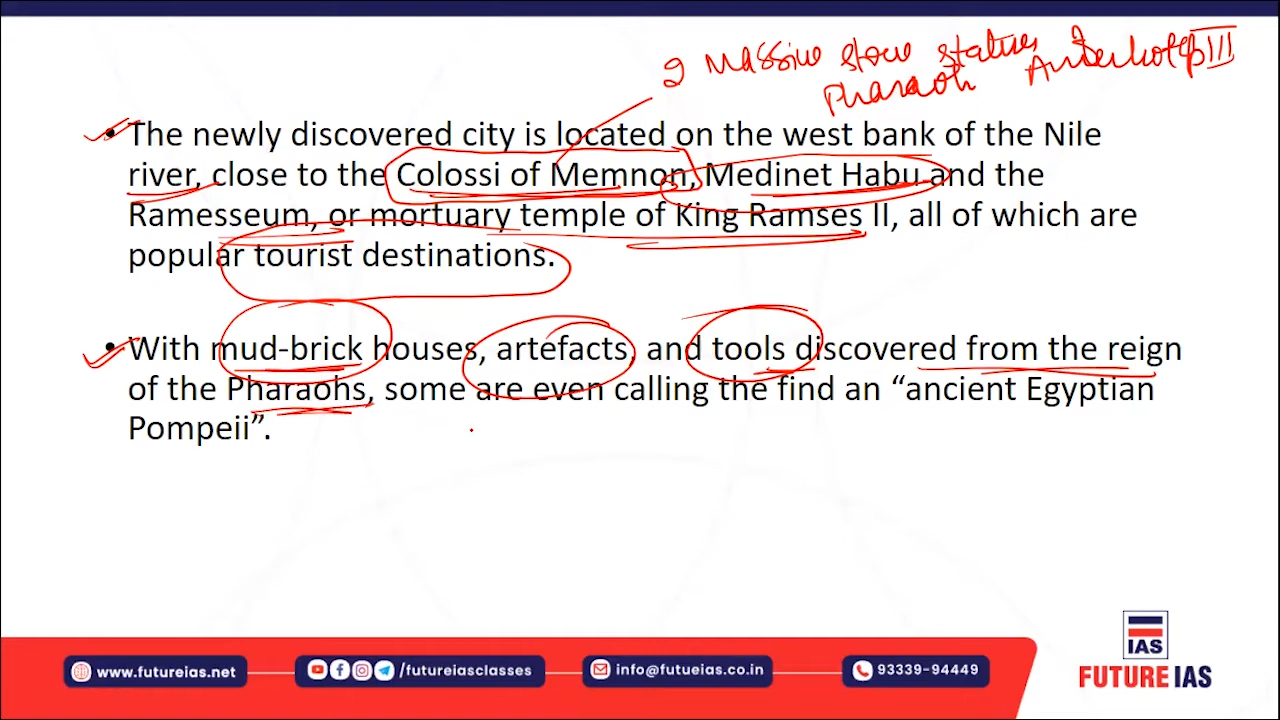 2 Massive stone statues of
Pharaoh Amenhotep III
• The newly discovered city is located on the west bank of the Nile
river, close to the Colossi of Memnon, Medinet Habu and the
Ramesseum, or mortuary temple of King Ramses II, all of which are
popular tourist destinations.
• With mud-brick houses, artefacts, and tools discovered from the reign
of the Pharaohs, some are even calling the find an “ancient Egyptian
Pompeii”.
IAS
FUTURE IAS
www.futureias.net
/futureiasclasses
info@futueias.co.in
93339-94449